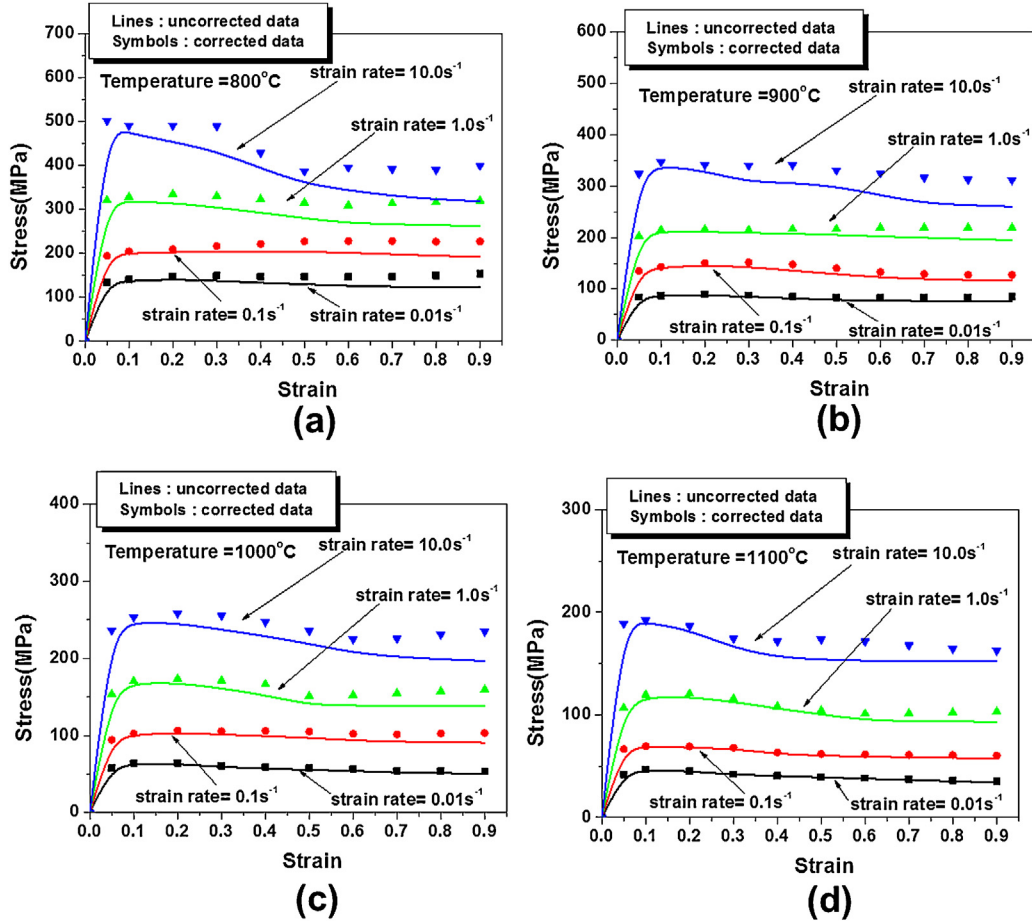 Lines : uncorrected data
Symbols : corrected data
Temperature =800°C
strain rate= 10.0s⁻¹
strain rate= 1.0s⁻¹
strain rate= 0.1s⁻¹
strain rate= 0.01s⁻¹
Stress(MPa)
700
600
500
400
300
200
100
0
0.0 0.1 0.2 0.3 0.4 0.5 0.6 0.7 0.8 0.9
Strain
(a)
Lines : uncorrected data
Symbols : corrected data
Temperature =900°C
strain rate= 10.0s⁻¹
strain rate= 1.0s⁻¹
strain rate= 0.1s⁻¹
strain rate= 0.01s⁻¹
Stress(MPa)
600
500
400
300
200
100
0
0.0 0.1 0.2 0.3 0.4 0.5 0.6 0.7 0.8 0.9
Strain
(b)
Lines : uncorrected data
Symbols : corrected data
Temperature =1000°C
strain rate= 10.0s⁻¹
strain rate= 1.0s⁻¹
strain rate= 0.1s⁻¹
strain rate= 0.01s⁻¹
Stress(MPa)
400
300
200
100
0
0.0 0.1 0.2 0.3 0.4 0.5 0.6 0.7 0.8 0.9
Strain
(c)
Lines : uncorrected data
Symbols : corrected data
Temperature =1100°C
strain rate= 10.0s⁻¹
strain rate= 1.0s⁻¹
strain rate= 0.1s⁻¹
strain rate= 0.01s⁻¹
Stress(MPa)
300
200
100
0
0.0 0.1 0.2 0.3 0.4 0.5 0.6 0.7 0.8 0.9
Strain
(d)